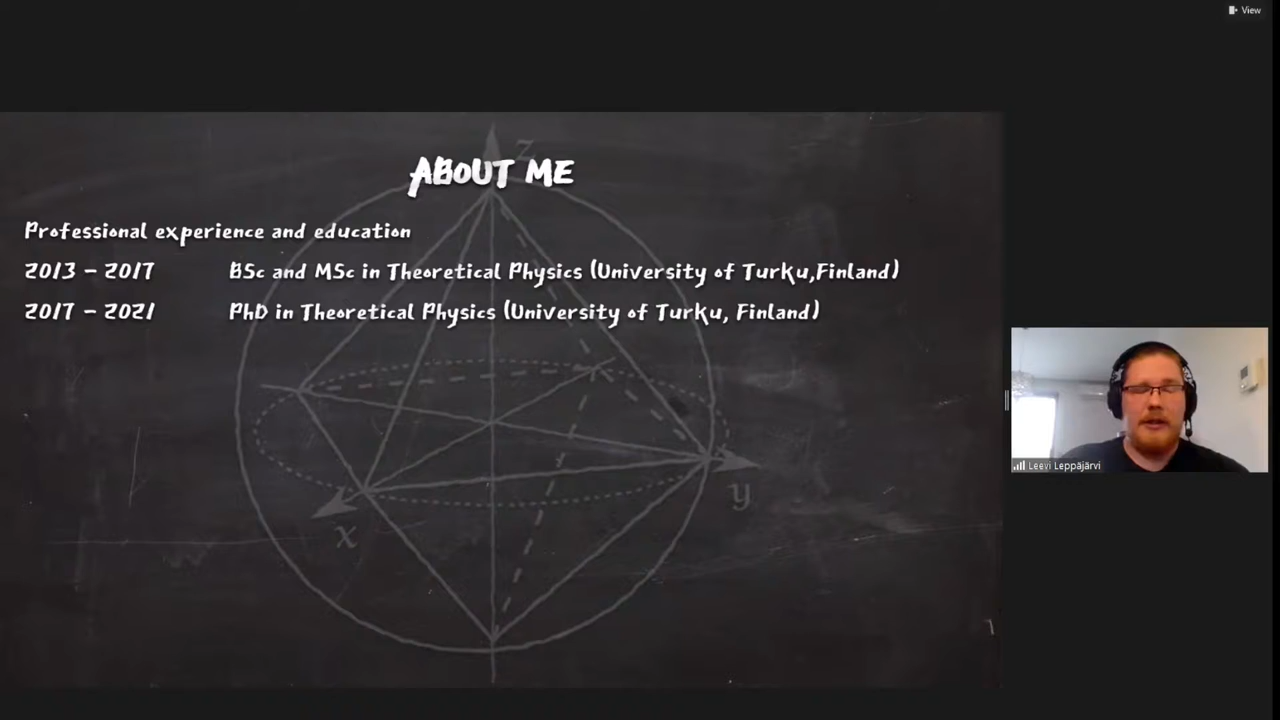 View
ABOUT ME
Professional experience and education
2013 – 2017 BSc and MSc in Theoretical Physics (University of Turku,Finland)
2017 – 2021 PhD in Theoretical Physics (University of Turku, Finland)
z
x
y
1
Leevi Leppäjärvi